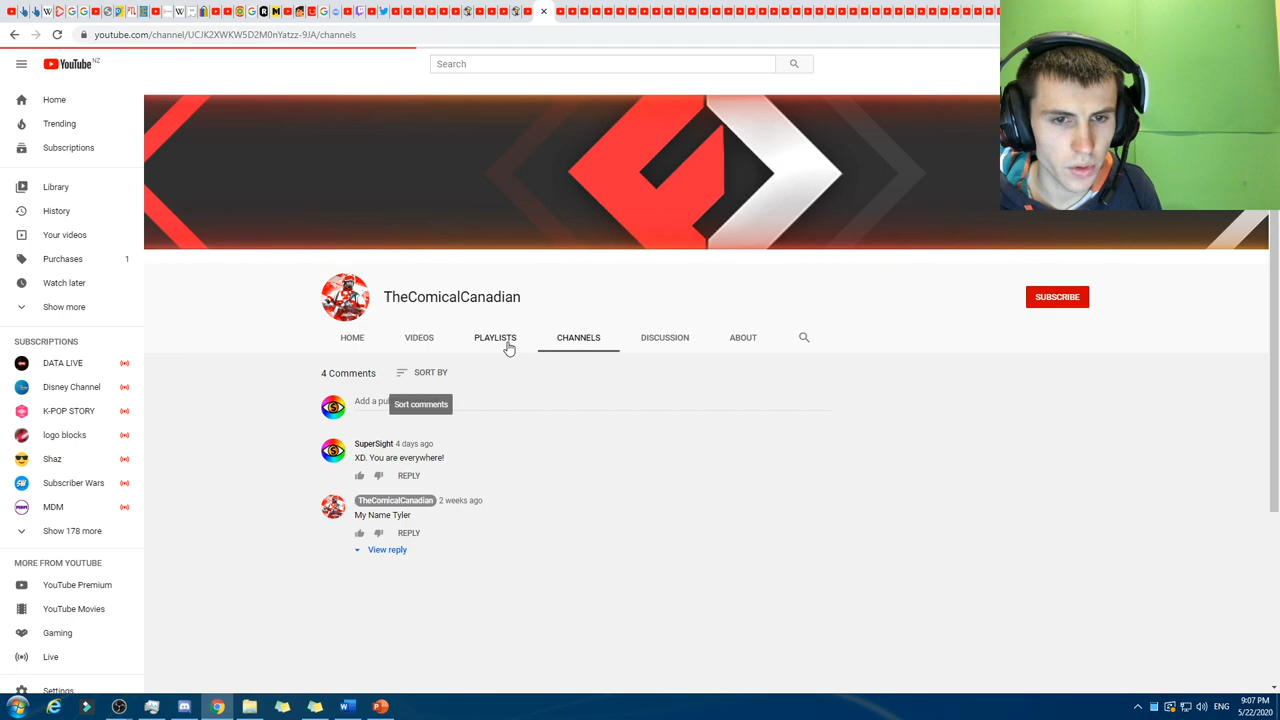 youtube.com/channel/UCJK2XWKW5D2M0nYatzz-9JA/channels
YouTube NZ
Search
Home
Trending
Subscriptions
Library
History
Your videos
Purchases 1
Watch later
Show more
SUBSCRIPTIONS
DATA LIVE
Disney Channel
K-POP STORY
logo blocks
Shaz
Subscriber Wars
MDM
Show 178 more
MORE FROM YOUTUBE
YouTube Premium
YouTube Movies
Gaming
Live
Settings
TheComicalCanadian
SUBSCRIBE
HOME VIDEOS PLAYLISTS CHANNELS DISCUSSION ABOUT
4 Comments SORT BY
Add a pu
Sort comments
SuperSight 4 days ago
XD. You are everywhere!
REPLY
TheComicalCanadian 2 weeks ago
My Name Tyler
REPLY
View reply
ENG
9:07 PM
5/22/2020